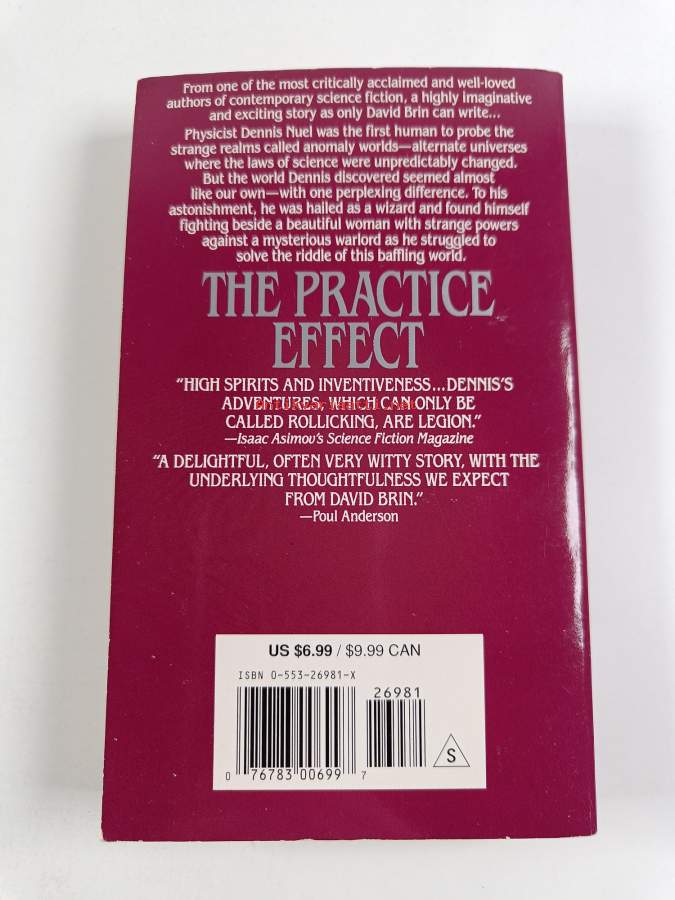 From one of the most critically acclaimed and well-loved
authors of contemporary science fiction, a highly imaginative
and exciting story as only David Brin can write...
Physicist Dennis Nuel was the first human to probe the
strange realms called anomaly worlds—alternate universes
where the laws of science were unpredictably changed.
But the world Dennis discovered seemed almost
like our own—with one perplexing difference. To his
astonishment, he was hailed as a wizard and found himself
fighting beside a beautiful woman with strange powers
against a mysterious warlord as he struggled to
solve the riddle of this baffling world.
THE PRACTICE
EFFECT
“HIGH SPIRITS AND INVENTIVENESS...DENNIS’S
ADVENTURES, WHICH CAN ONLY BE
CALLED ROLLICKING, ARE LEGION.”
—Isaac Asimov’s Science Fiction Magazine
“A DELIGHTFUL, OFTEN VERY WITTY STORY, WITH THE
UNDERLYING THOUGHTFULNESS WE EXPECT
FROM DAVID BRIN.”
—Poul Anderson
US $6.99 / $9.99 CAN
ISBN 0-553-26981-X
26981
S
0 76783 00699 7